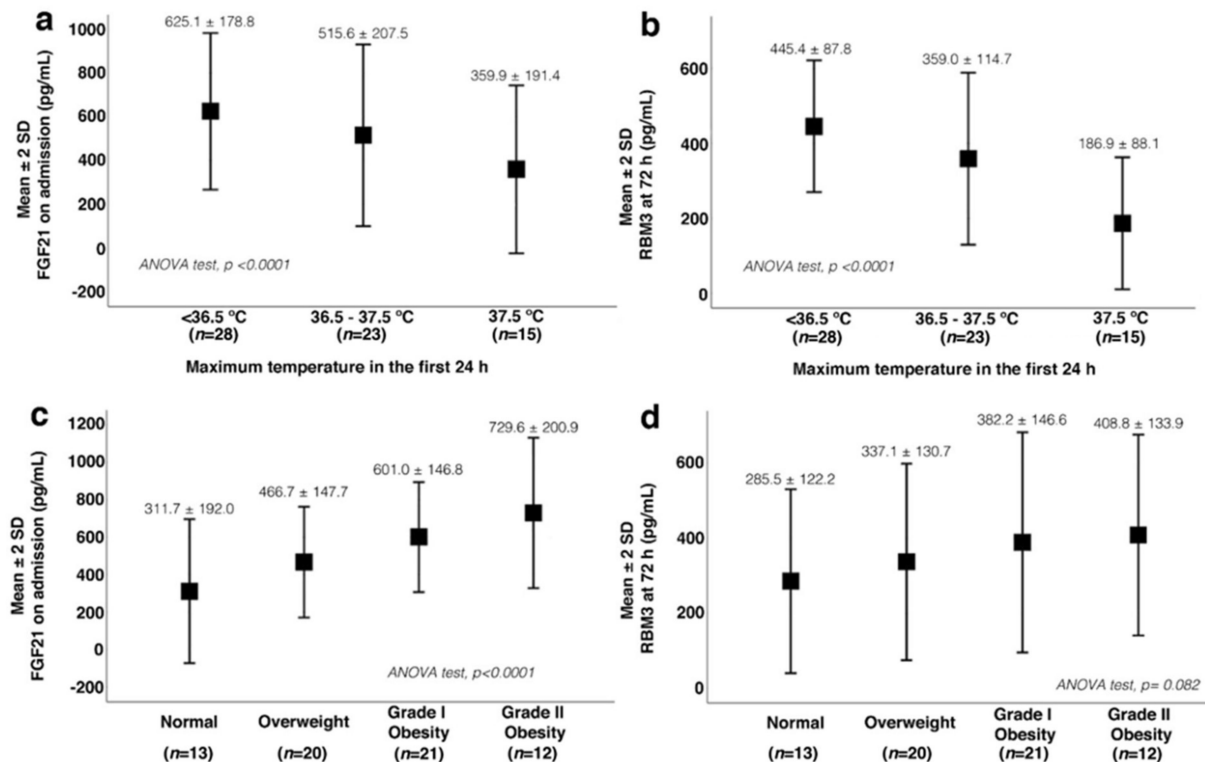 a
Mean ± 2 SD
FGF21 on admission (pg/mL)
1000
800
600
400
200
0
-200
625.1 ± 178.8
515.6 ± 207.5
359.9 ± 191.4
ANOVA test, p <0.0001
<36.5 ºC
(n=28)
36.5 - 37.5 ºC
(n=23)
37.5 ºC
(n=15)
Maximum temperature in the first 24 h
b
Mean ± 2 SD
RBM3 at 72 h (pg/mL)
600
400
200
0
445.4 ± 87.8
359.0 ± 114.7
186.9 ± 88.1
ANOVA test, p <0.0001
<36.5 ºC
(n=28)
36.5 - 37.5 ºC
(n=23)
37.5 ºC
(n=15)
Maximum temperature in the first 24 h
c
Mean ± 2 SD
FGF21 on admission (pg/mL)
1200
1000
800
600
400
200
0
-200
311.7 ± 192.0
466.7 ± 147.7
601.0 ± 146.8
729.6 ± 200.9
ANOVA test, p<0.0001
Normal
(n=13)
Overweight
(n=20)
Grade I
Obesity
(n=21)
Grade II
Obesity
(n=12)
d
Mean ± 2 SD
RBM3 at 72 h (pg/mL)
600
400
200
0
285.5 ± 122.2
337.1 ± 130.7
382.2 ± 146.6
408.8 ± 133.9
ANOVA test, p= 0.082
Normal
(n=13)
Overweight
(n=20)
Grade I
Obesity
(n=21)
Grade II
Obesity
(n=12)